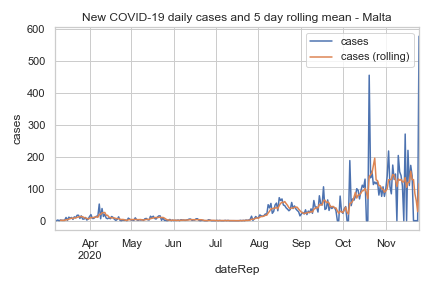 New COVID-19 daily cases and 5 day rolling mean - Malta
600
500
400
300
200
100
0
cases
cases
cases (rolling)
Apr
2020
May
Jun
Jul
Aug
Sep
Oct
Nov
dateRep